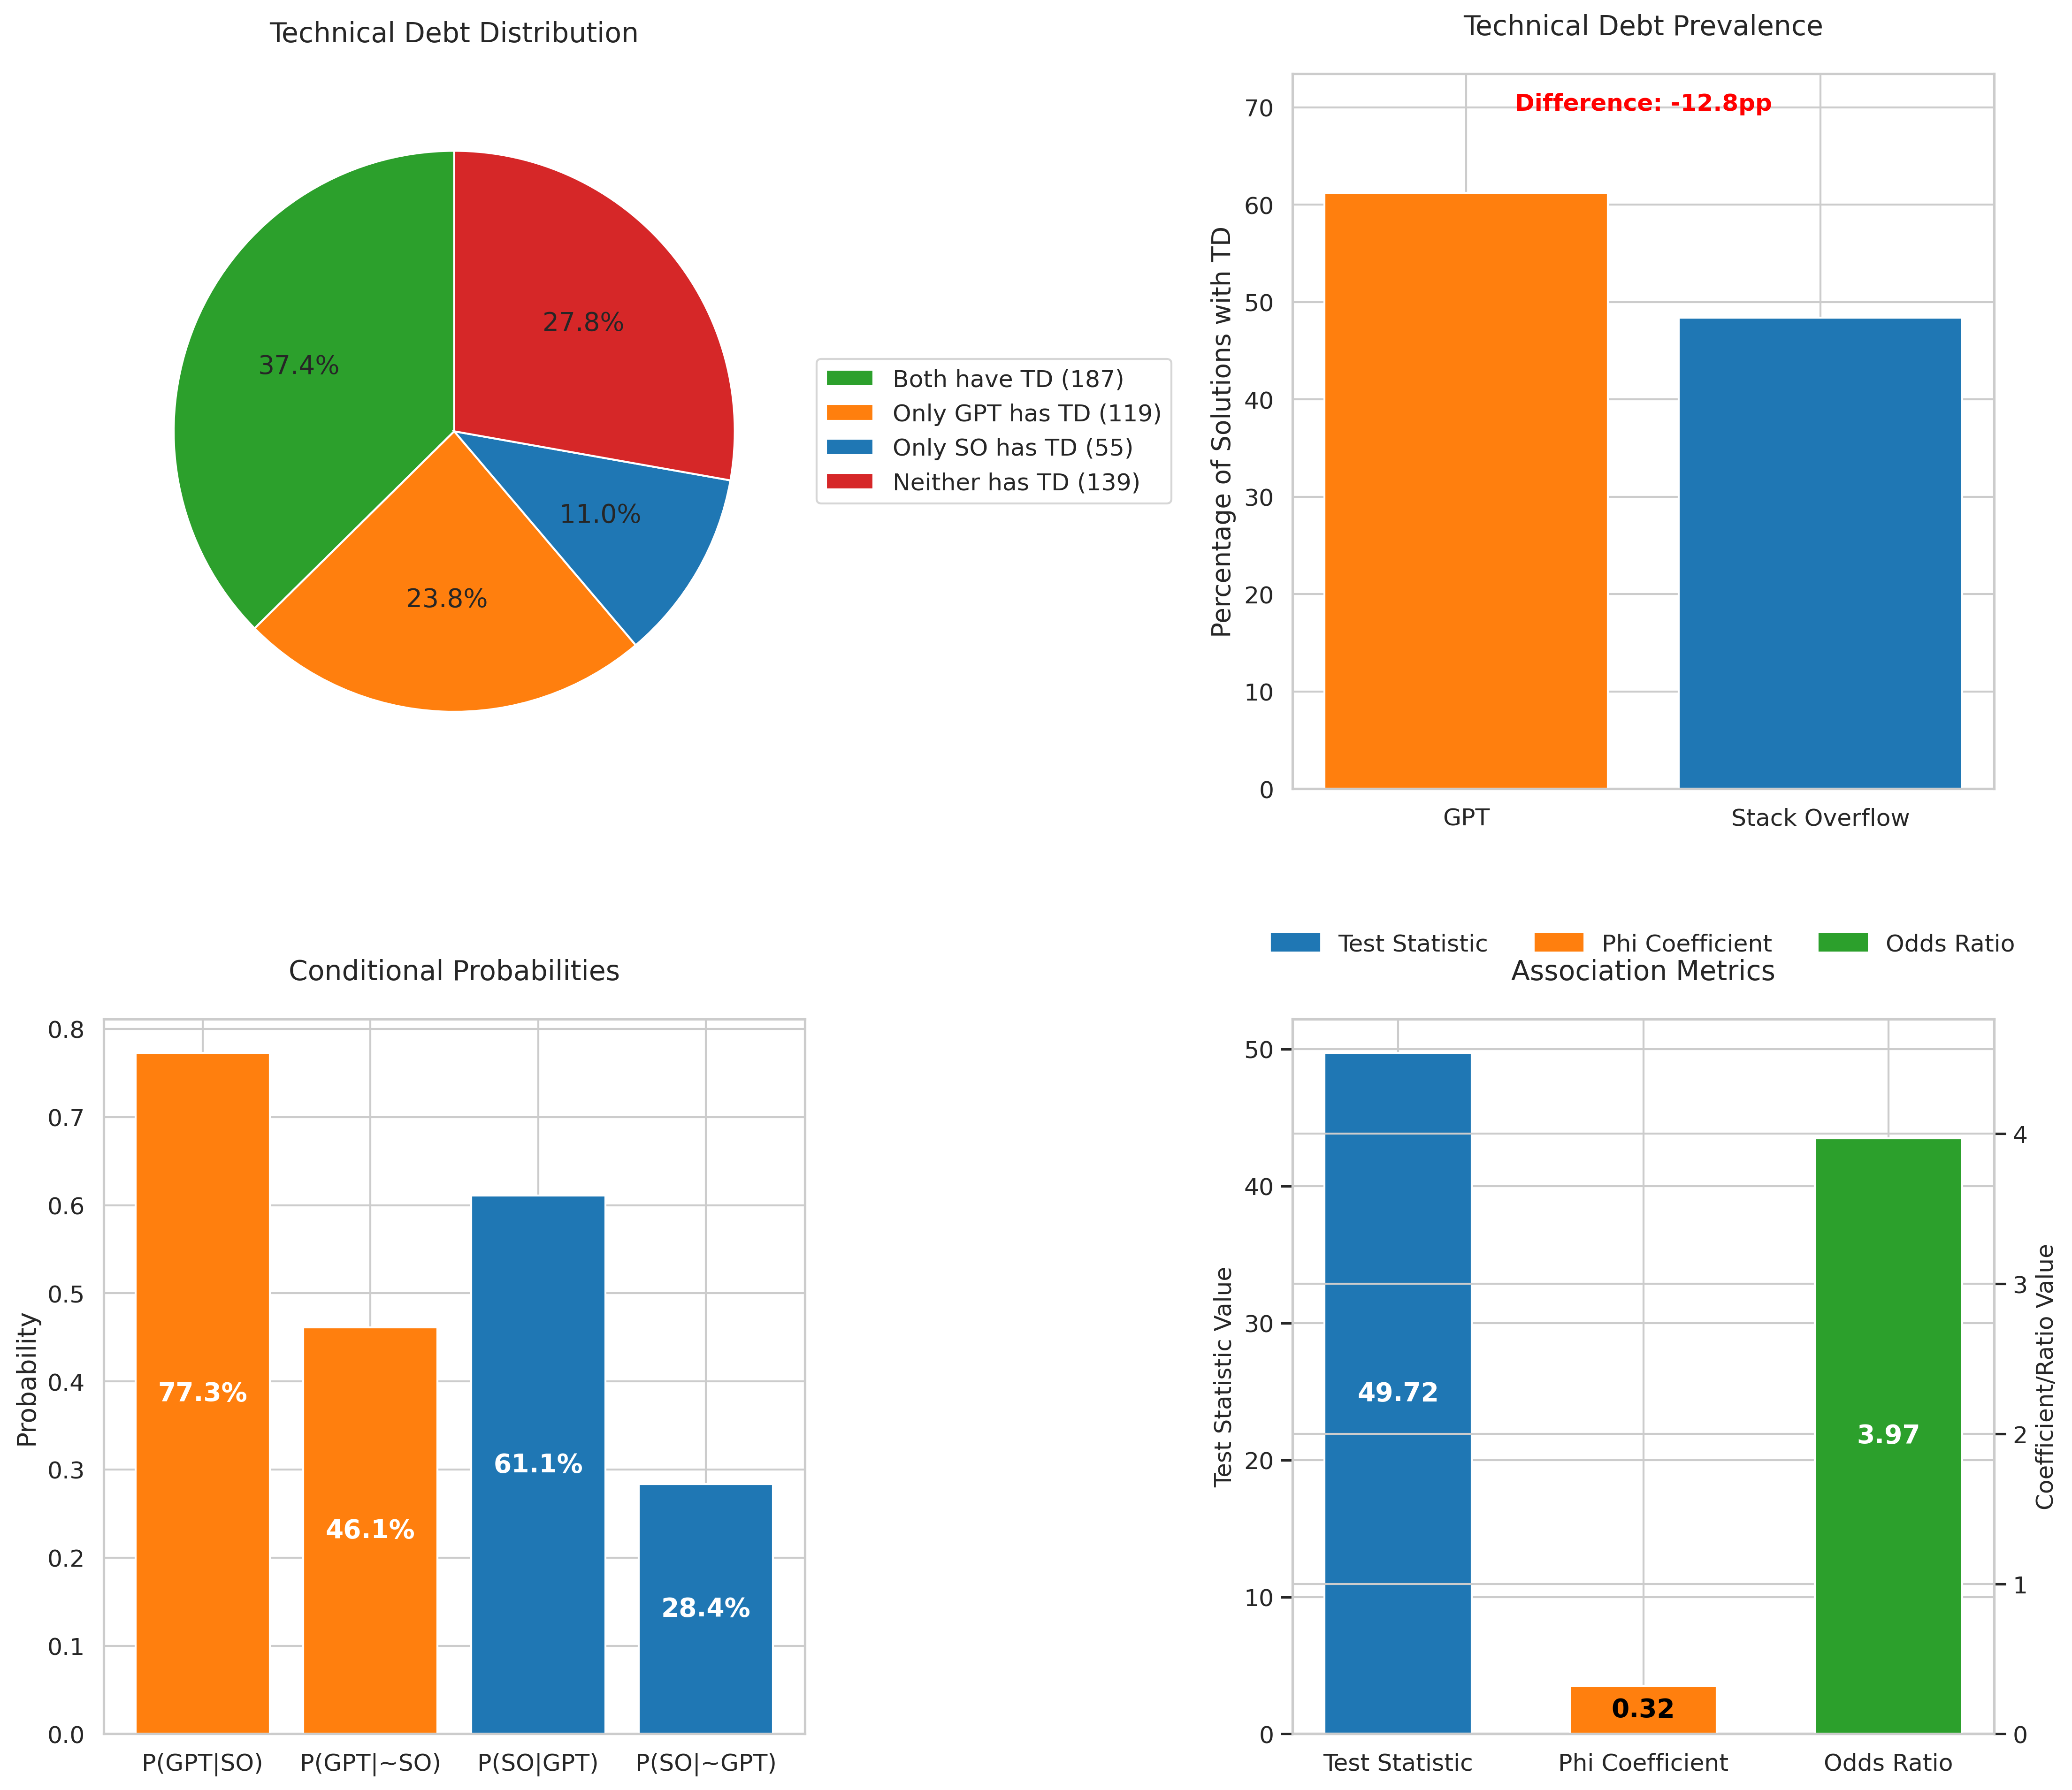 Technical Debt Distribution
37.4%
27.8%
11.0%
23.8%
Both have TD (187)
Only GPT has TD (119)
Only SO has TD (55)
Neither has TD (139)
Technical Debt Prevalence
Difference: -12.8pp
Percentage of Solutions with TD
70
60
50
40
30
20
10
0
GPT
Stack Overflow
Conditional Probabilities
Probability
0.8
0.7
0.6
0.5
0.4
0.3
0.2
0.1
0.0
77.3%
46.1%
61.1%
28.4%
P(GPT|SO)
P(GPT|~SO)
P(SO|GPT)
P(SO|~GPT)
Test Statistic
Phi Coefficient
Odds Ratio
Association Metrics
Test Statistic Value
50
40
30
20
10
0
49.72
0.32
3.97
4
3
2
1
0
Coefficient/Ratio Value
Test Statistic
Phi Coefficient
Odds Ratio